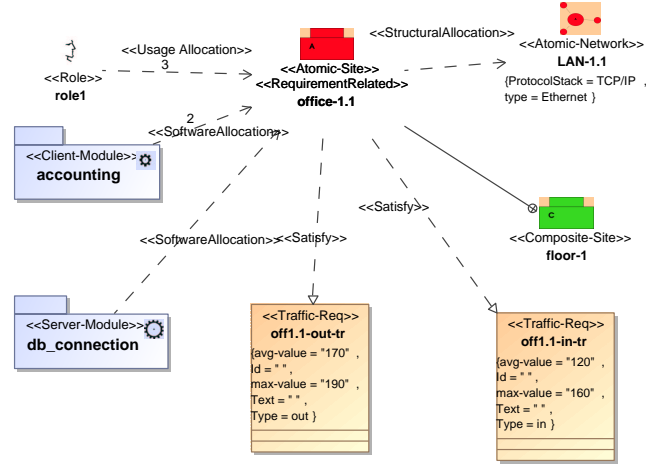 <<Usage Allocation>>
3
<<Role>>
role1
A
<<Atomic-Site>>
<<RequirementRelated>>
office-1.1
<<StructuralAllocation>>
<<Atomic-Network>>
LAN-1.1
{ProtocolStack = TCP/IP ,
type = Ethernet }
2
<<SoftwareAllocation>>
<<Client-Module>>
accounting
<<SoftwareAllocation>>
<<Satisfy>>
<<Satisfy>>
C
<<Composite-Site>>
floor-1
<<Server-Module>>
db_connection
<<Traffic-Req>>
off1.1-out-tr
{avg-value = "170" ,
Id = " " ,
max-value = "190" ,
Text = " " ,
Type = out }
<<Traffic-Req>>
off1.1-in-tr
{avg-value = "120" ,
Id = " " ,
max-value = "160" ,
Text = " " ,
Type = in }